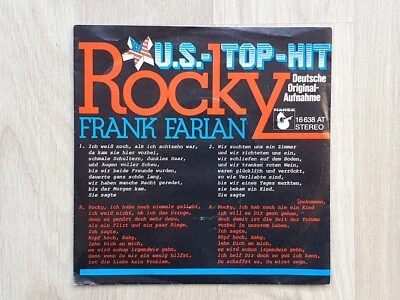 U.S.-TOP-HIT
Rocky
Deutsche
Original-
Aufnahme
HANSA
16 638 AT
STEREO
FRANK FARIAN
1. Ich weiß noch, als ich achtzehn war,
da kam sie hier vorbei,
schmale Schultern, dunkles Haar,
und Augen voller Scheu,
bis wir beide Freunde wurden,
dauerte ganz schön lang,
wir haben manche Nacht geredet,
bis der Morgen kam.
Sie sagte
R. Rocky, ich habe noch niemals geliebt,
ich weiß nicht, ob ich das kriege,
denn es gehört doch mehr dazu,
als ein Flirt und ein paar Ringe.
Ich sagte,
Kopf hoch, Baby,
lehn Dich an mich,
es wird schon irgendwie gehn,
dann wenn Du mir ein wenig hilfst,
ist die Liebe kein Problem.
2. Wir suchten uns ein Zimmer
und wir richteten uns ein,
wir schliefen auf dem Boden,
und wir tranken roten Wein,
waren glücklich und verrückt,
so wie Verliebte sind,
bis wir eines Tages merkten,
wir bekam ein Kind.
Sie sagte
R. Rocky, ich hab noch nie ein Kind
bekommen,
ich will es Dir gern geben,
doch damit ist die Zeit der Träume
vorbei in unserem Leben.
Ich sagte,
Kopf hoch, Baby,
lehn Dich an mich,
es wird schon irgendwie gehn,
ich helf Dir doch so gut ich kann,
Du schaffst es, Du wirst sehn.